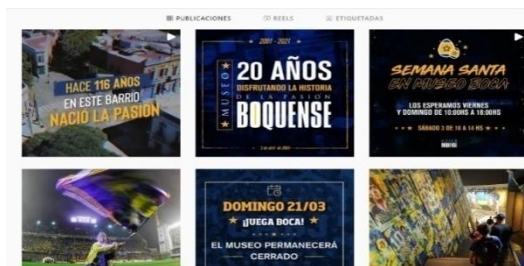 PUBLICACIONES
REELS
ETIQUETADAS
HACE 116 AÑOS
EN ESTE BARRIO
NACIÓ LA PASIÓN
2001 - 2021
MUSEO
20 AÑOS
DISFRUTANDO LA HISTORIA
DE LA PASIÓN
BOQUENSE
SEMANA SANTA
EN MUSEO BOCA
LOS ESPERAMOS VIERNES
Y DOMINGO DE 10:00HS A 18:00HS
SÁBADO 3 DE 10 A 14 HS
DOMINGO 21/03
¡JUEGA BOCA!
EL MUSEO PERMANECERÁ
CERRADO